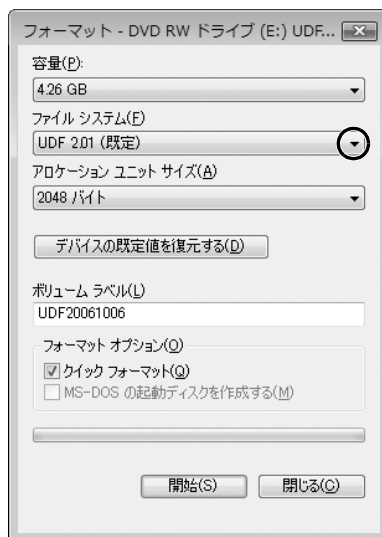 フォーマット - DVD RW ドライブ (E:) UDF...
容量(P):
4.26 GB
ファイル システム(F)
UDF 2.01 (既定)
アロケーション ユニット サイズ(A)
2048 バイト
デバイスの既定値を復元する(D)
ボリューム ラベル(L)
UDF20061006
フォーマット オプション(O)
クイック フォーマット(Q)
MS-DOS の起動ディスクを作成する(M)
開始(S)
閉じる(C)